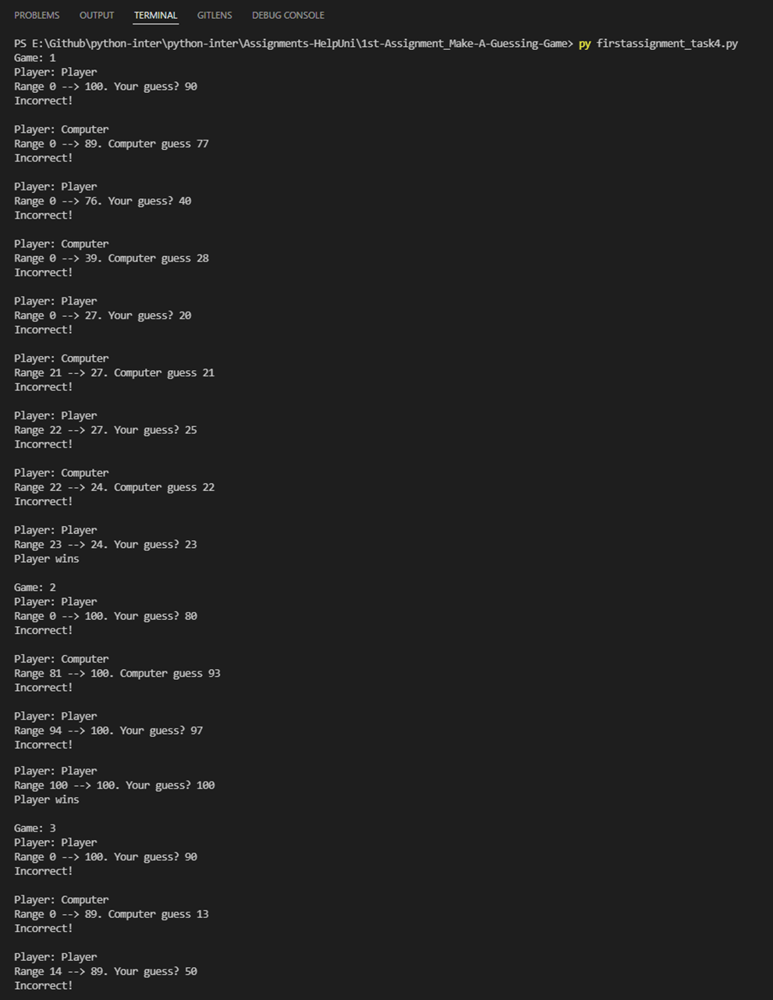 PROBLEMS OUTPUT TERMINAL GITLENS DEBUG CONSOLE
PS E:\Github\python-inter\python-inter\Assignments-HelpUni\1st-Assignment_Make-A-Guessing-Game> py firstassignment_task4.py
Game: 1
Player: Player
Range 0 --> 100. Your guess? 90
Incorrect!

Player: Computer
Range 0 --> 89. Computer guess 77
Incorrect!

Player: Player
Range 0 --> 76. Your guess? 40
Incorrect!

Player: Computer
Range 0 --> 39. Computer guess 28
Incorrect!

Player: Player
Range 0 --> 27. Your guess? 20
Incorrect!

Player: Computer
Range 21 --> 27. Computer guess 21
Incorrect!

Player: Player
Range 22 --> 27. Your guess? 25
Incorrect!

Player: Computer
Range 22 --> 24. Computer guess 22
Incorrect!

Player: Player
Range 23 --> 24. Your guess? 23
Player wins

Game: 2
Player: Player
Range 0 --> 100. Your guess? 80
Incorrect!

Player: Computer
Range 81 --> 100. Computer guess 93
Incorrect!

Player: Player
Range 94 --> 100. Your guess? 97
Incorrect!

Player: Player
Range 100 --> 100. Your guess? 100
Player wins

Game: 3
Player: Player
Range 0 --> 100. Your guess? 90
Incorrect!

Player: Computer
Range 0 --> 89. Computer guess 13
Incorrect!

Player: Player
Range 14 --> 89. Your guess? 50
Incorrect!